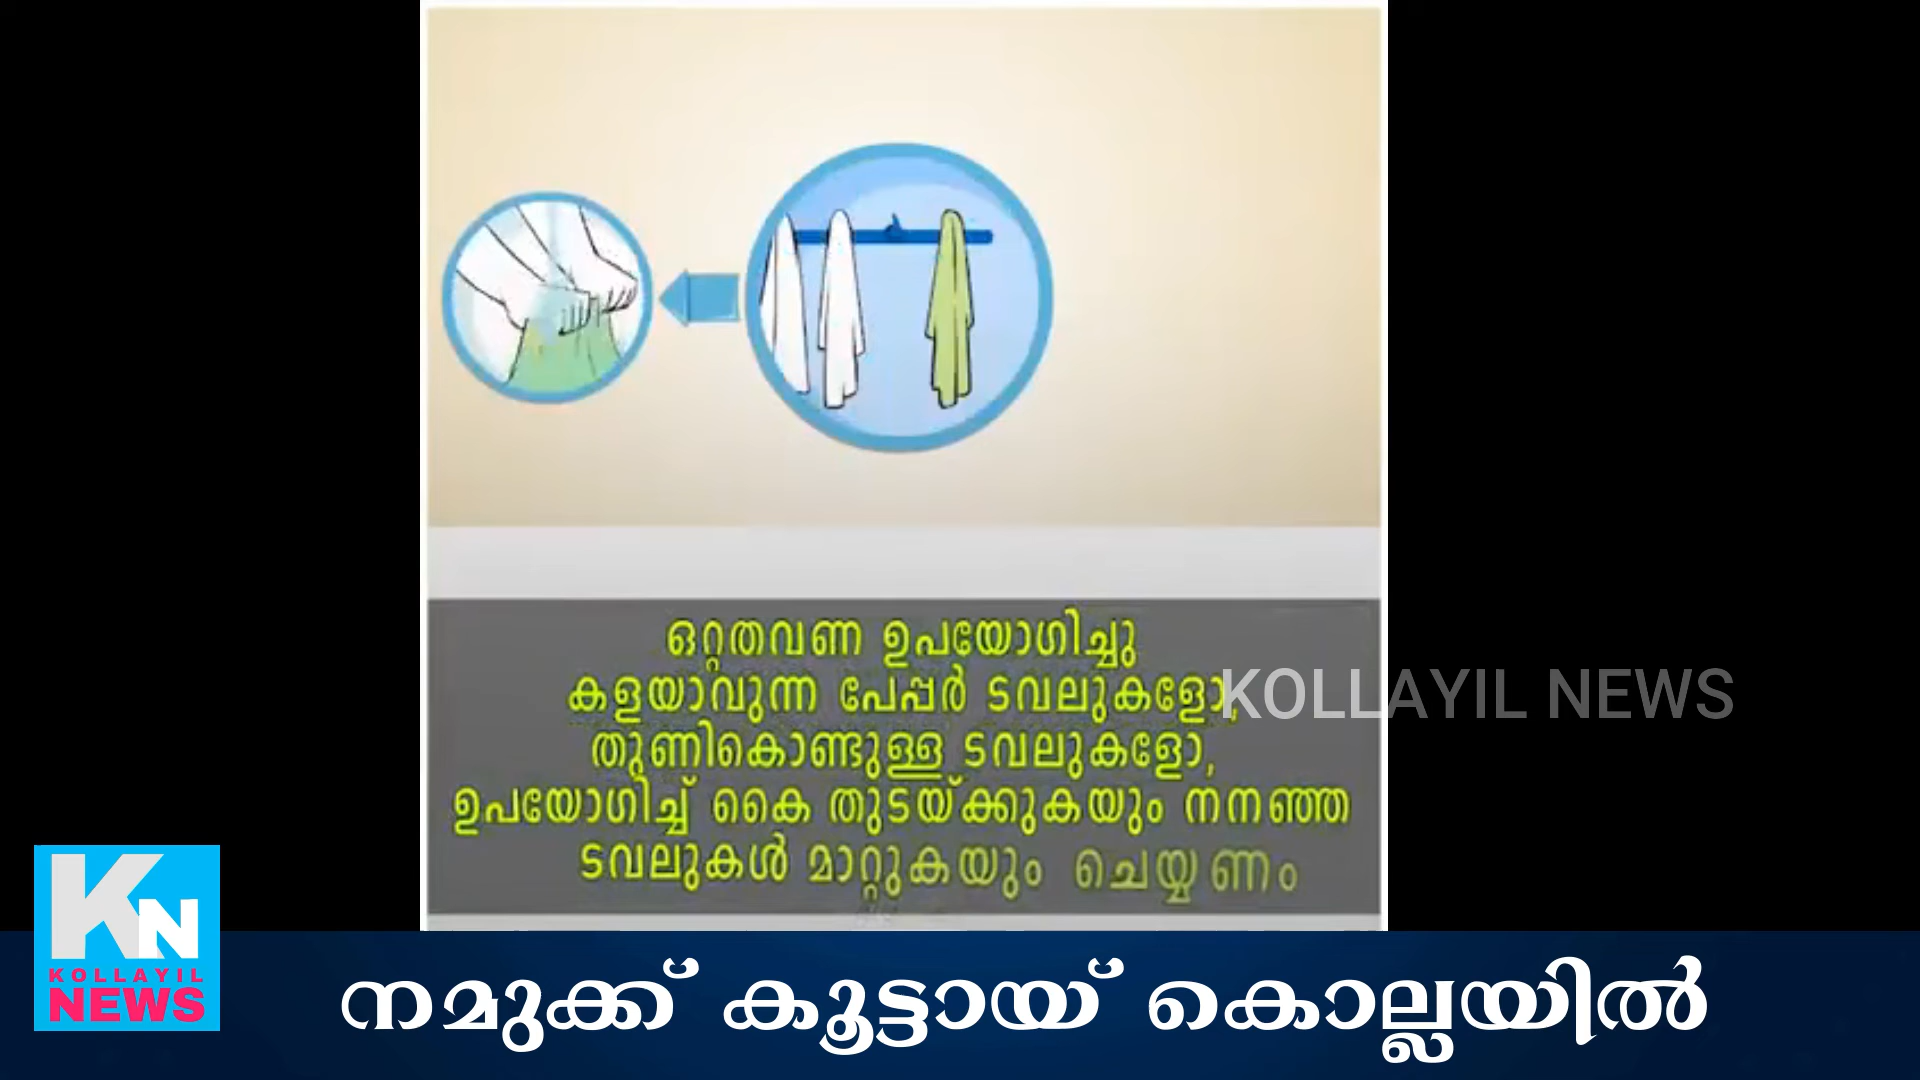 ഒറ്റതവണ ഉപയോഗിച്ചു
കളയാവുന്ന പേപ്പർ ടവലുകളോ,
തുണികൊണ്ടുള്ള ടവലുകളോ,
ഉപയോഗിച്ച് കൈ തുടയ്ക്കുകയും നനഞ്ഞ
ടവലുകൾ മാറ്റുകയും ചെയ്യണം
KOLLAYIL NEWS
KN
KOLLAYIL
NEWS
നമുക്ക് കൂട്ടായ് കൊല്ലയിൽ